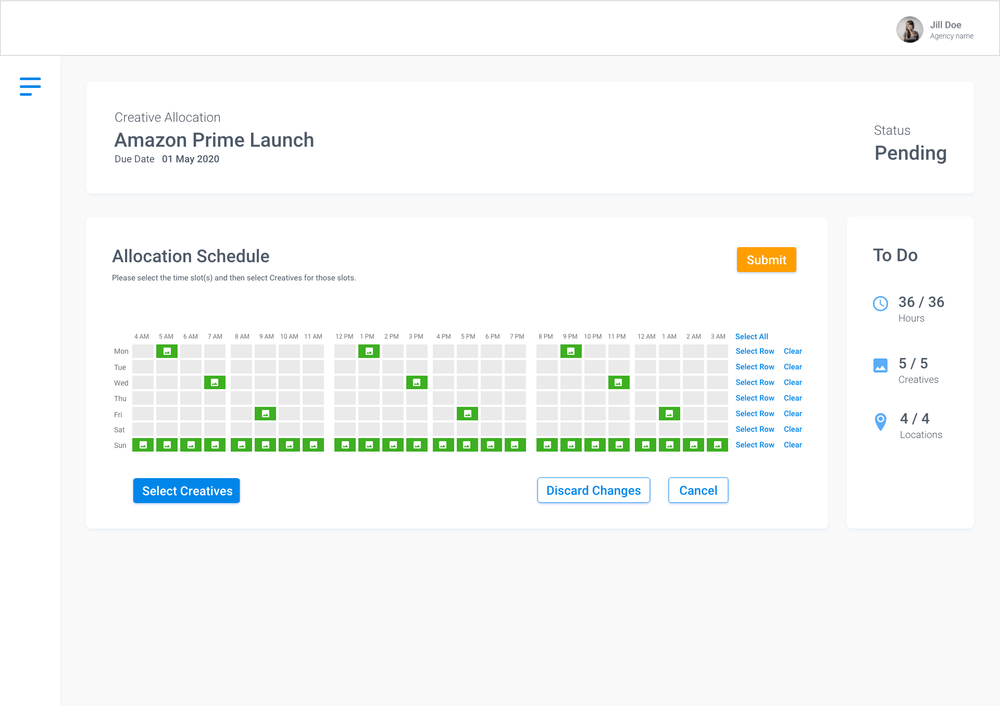 Jill Doe
Agency name
Creative Allocation
Amazon Prime Launch
Due Date 01 May 2020
Status
Pending
Allocation Schedule
Please select the time slot(s) and then select Creatives for those slots.
Submit
4 AM 5 AM 6 AM 7 AM 8 AM 9 AM 10 AM 11 AM 12 PM 1 PM 2 PM 3 PM 4 PM 5 PM 6 PM 7 PM 8 PM 9 PM 10 PM 11 PM 12 AM 1 AM 2 AM 3 AM Select All
Mon Select Row Clear
Tue Select Row Clear
Wed Select Row Clear
Thu Select Row Clear
Fri Select Row Clear
Sat Select Row Clear
Sun Select Row Clear
Select Creatives Discard Changes Cancel
To Do
36 / 36
Hours
5 / 5
Creatives
4 / 4
Locations